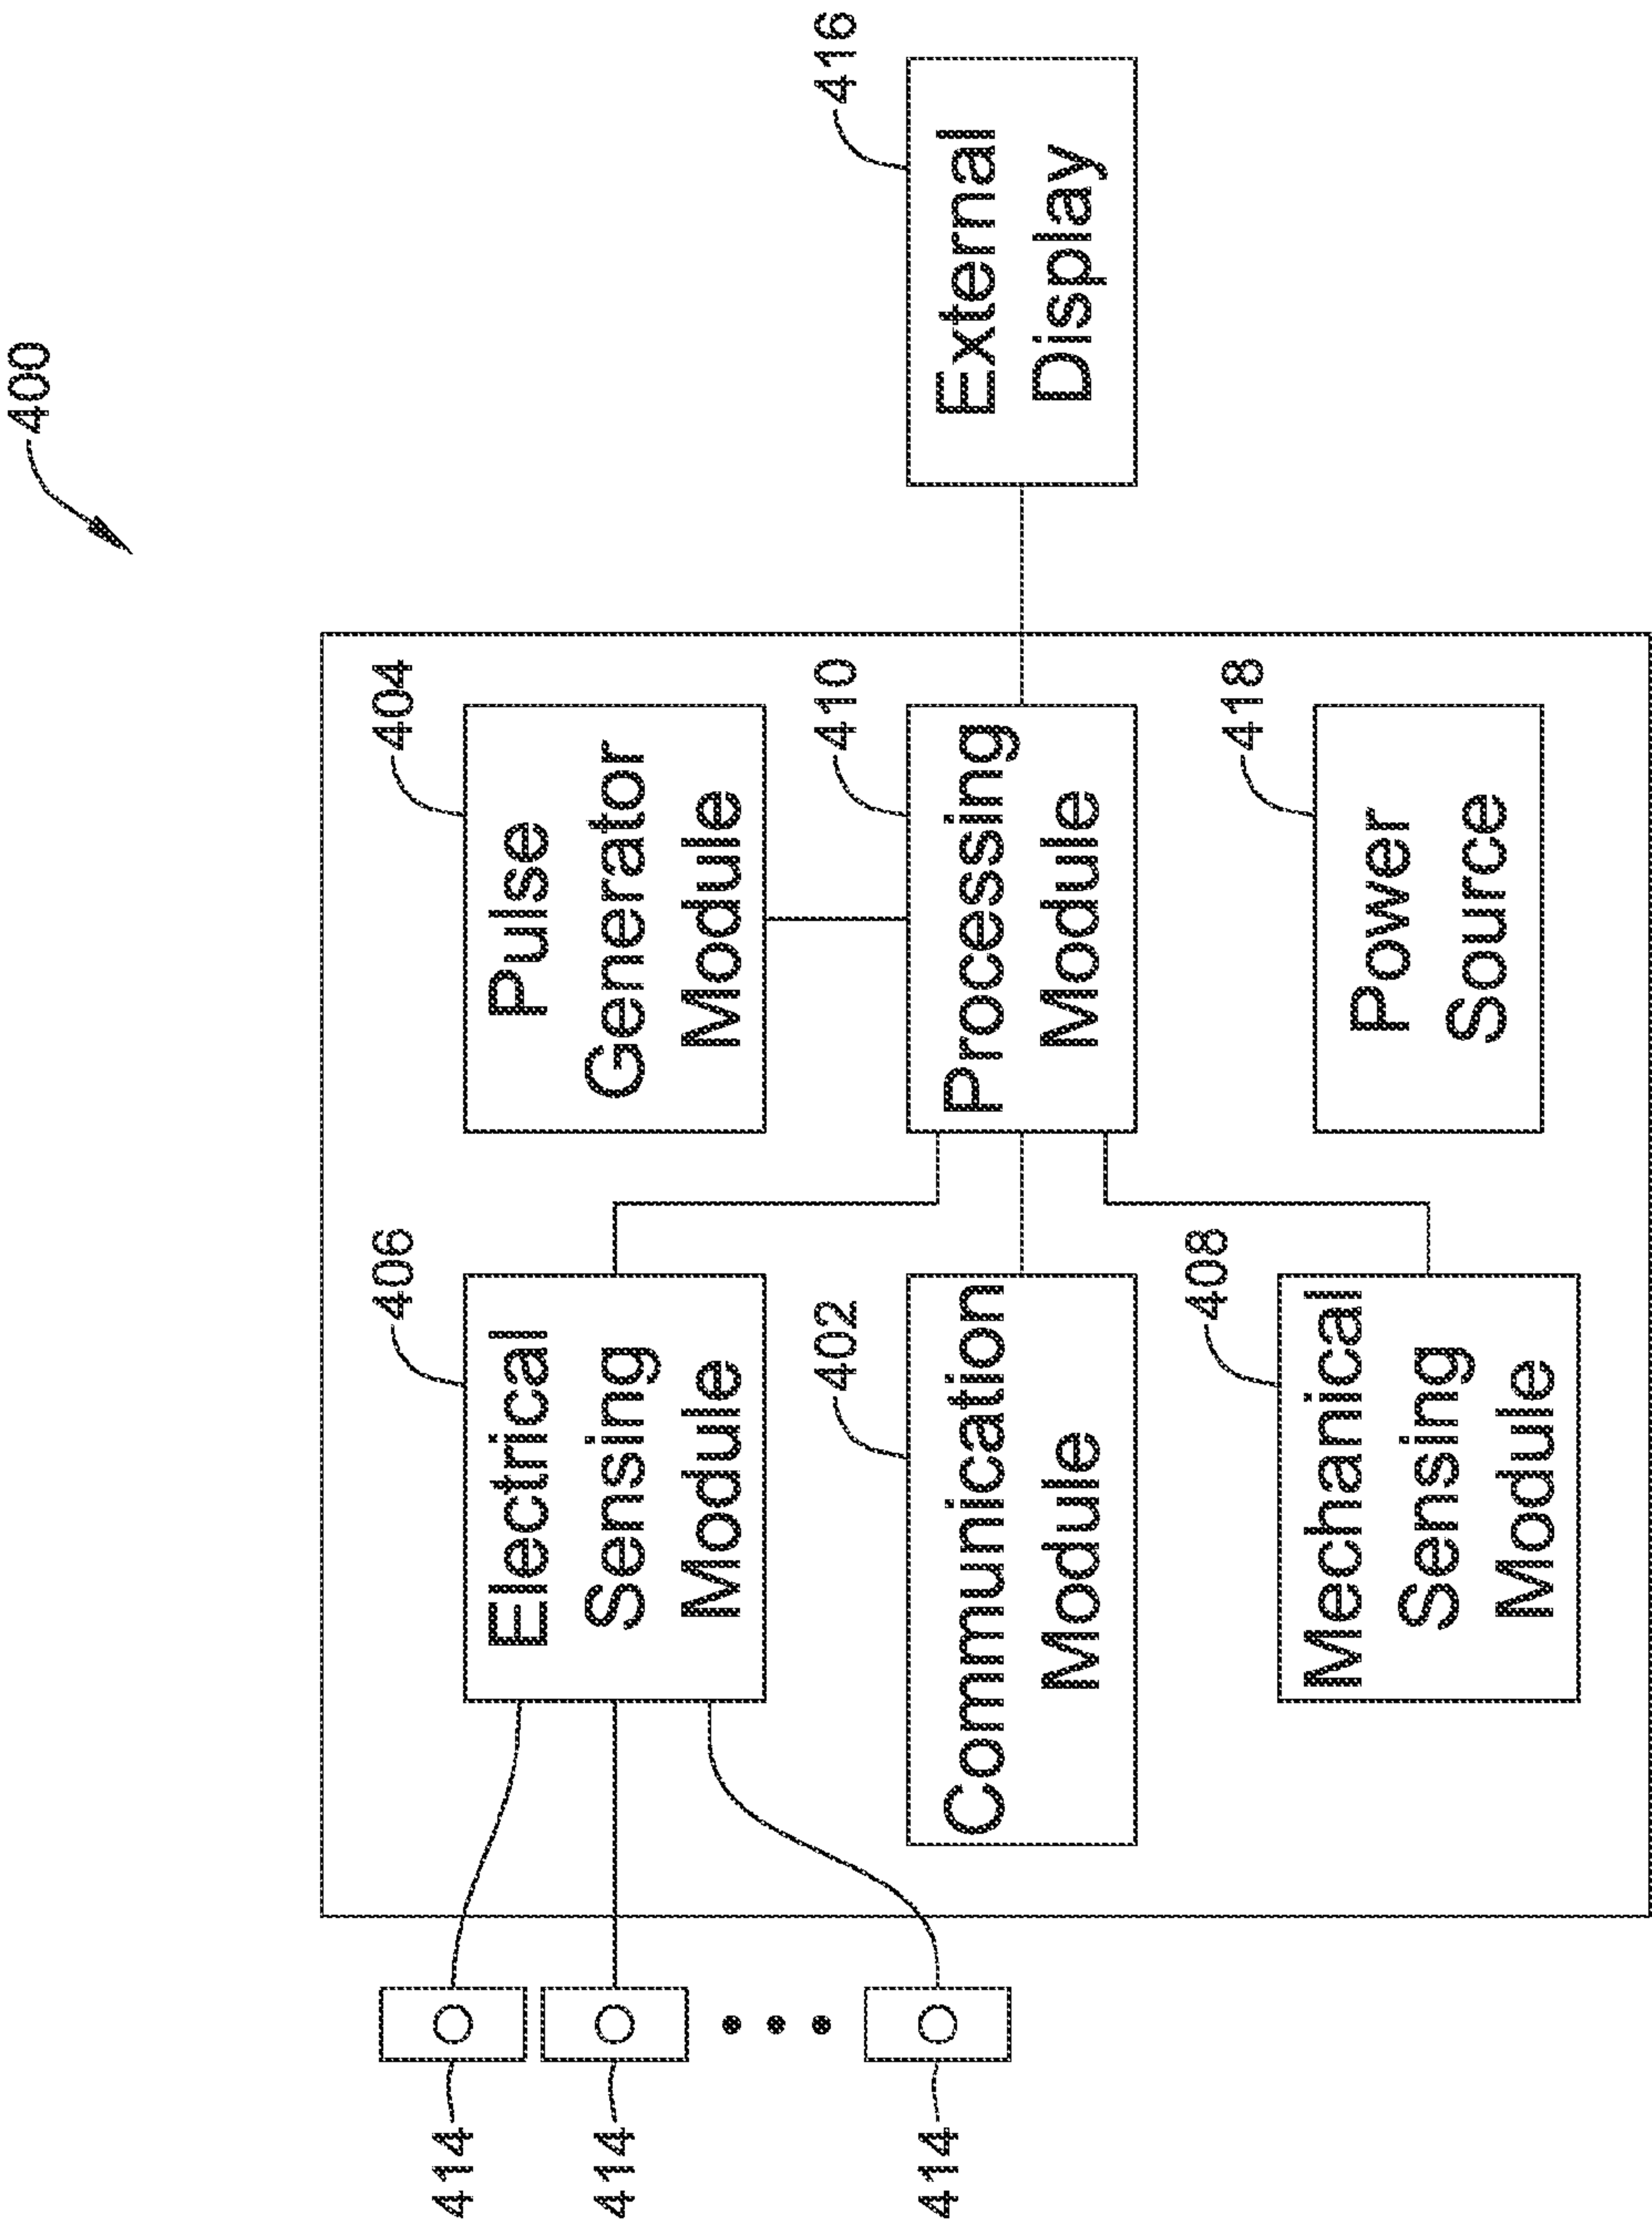 400
414
414
414
406
Electrical
Sensing
Module
404
Pulse
Generator
Module
402
Communication
Module
410
Processing
Module
416
External
Display
408
Mechanical
Sensing
Module
418
Power
Source